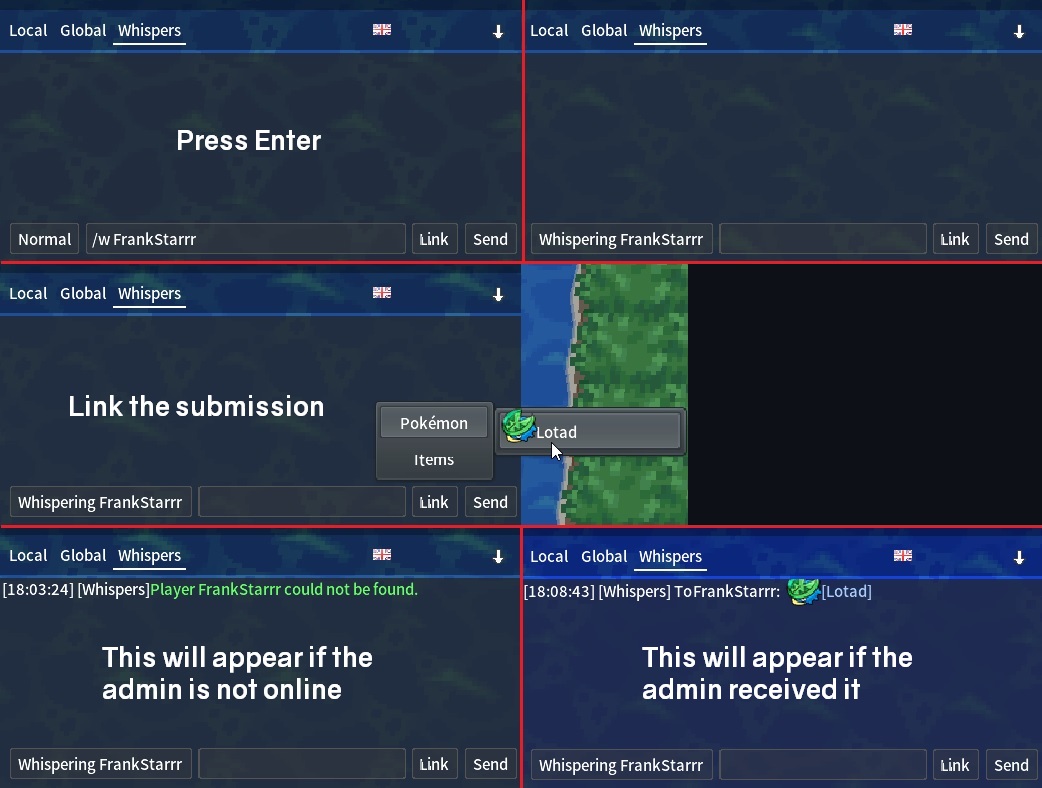 Local Global Whispers
Press Enter
Normal /w FrankStarrr Link Send
Local Global Whispers
Whispering FrankStarrr Link Send
Local Global Whispers
Link the submission
Pokémon
Items
Lotad
Whispering FrankStarrr Link Send
Local Global Whispers
[18:03:24] [Whispers]Player FrankStarrr could not be found.
This will appear if the
admin is not online
Whispering FrankStarrr Link Send
Local Global Whispers
[18:08:43] [Whispers] To FrankStarrr: [Lotad]
This will appear if the
admin received it
Whispering FrankStarrr Link Send